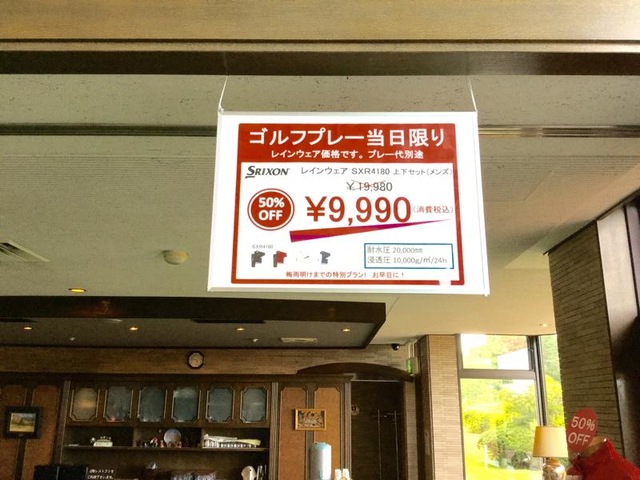 ゴルフプレー当日限り
レインウェア価格です。プレー代別途
SRIXON レインウェア SXR4180 上下セット(メンズ)
¥19,980
50% OFF
¥9,990(消費税込)
SXR4180
耐水圧 20,000mm
浸透圧 10,000g/㎡/24h
梅雨明けまでの特別プラン! お早目に!
50%
OFF